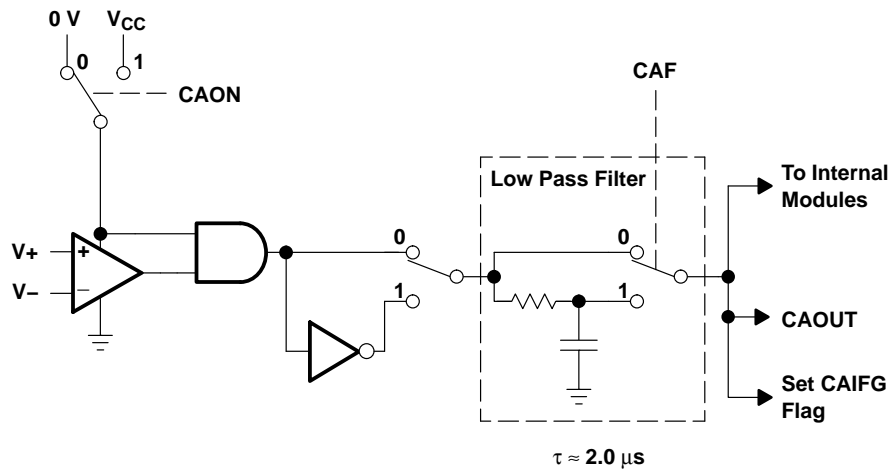 0 V
VCC
0
1
CAON
CAF
Low Pass Filter
To Internal
Modules
V+
+
V−
−
0
1
0
1
CAOUT
Set CAIFG
Flag
τ ≈ 2.0 μs